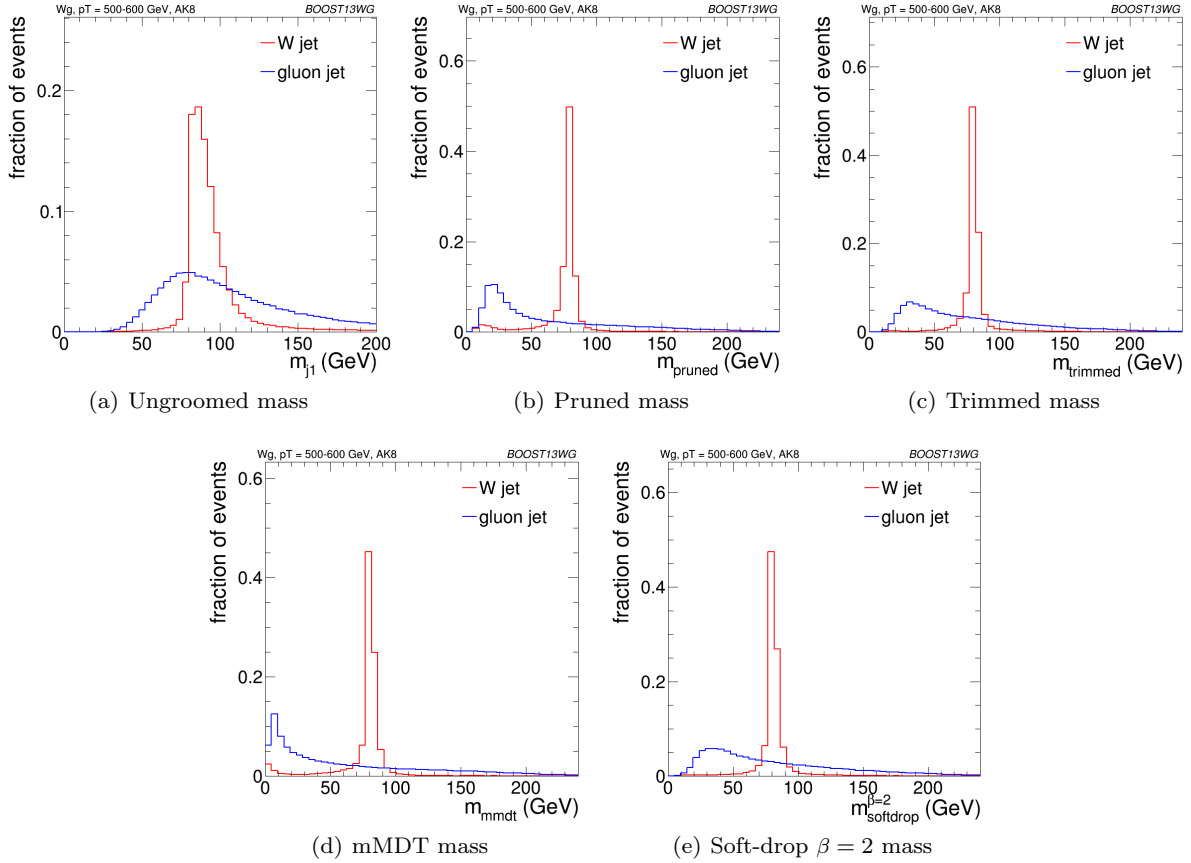 Wg, pT = 500-600 GeV, AK8 BOOST13WG
W jet
gluon jet
fraction of events
0.2
0.1
0
0 50 100 150 200
m_j1 (GeV)
(a) Ungroomed mass
Wg, pT = 500-600 GeV, AK8 BOOST13WG
W jet
gluon jet
fraction of events
0.6
0.4
0.2
0
0 50 100 150 200
m_pruned (GeV)
(b) Pruned mass
Wg, pT = 500-600 GeV, AK8 BOOST13WG
W jet
gluon jet
fraction of events
0.6
0.4
0.2
0
0 50 100 150 200
m_trimmed (GeV)
(c) Trimmed mass
Wg, pT = 500-600 GeV, AK8 BOOST13WG
W jet
gluon jet
fraction of events
0.6
0.4
0.2
0
0 50 100 150 200
m_mmdt (GeV)
(d) mMDT mass
Wg, pT = 500-600 GeV, AK8 BOOST13WG
W jet
gluon jet
fraction of events
0.6
0.4
0.2
0
0 50 100 150 200
m_softdrop^β=2 (GeV)
(e) Soft-drop β = 2 mass